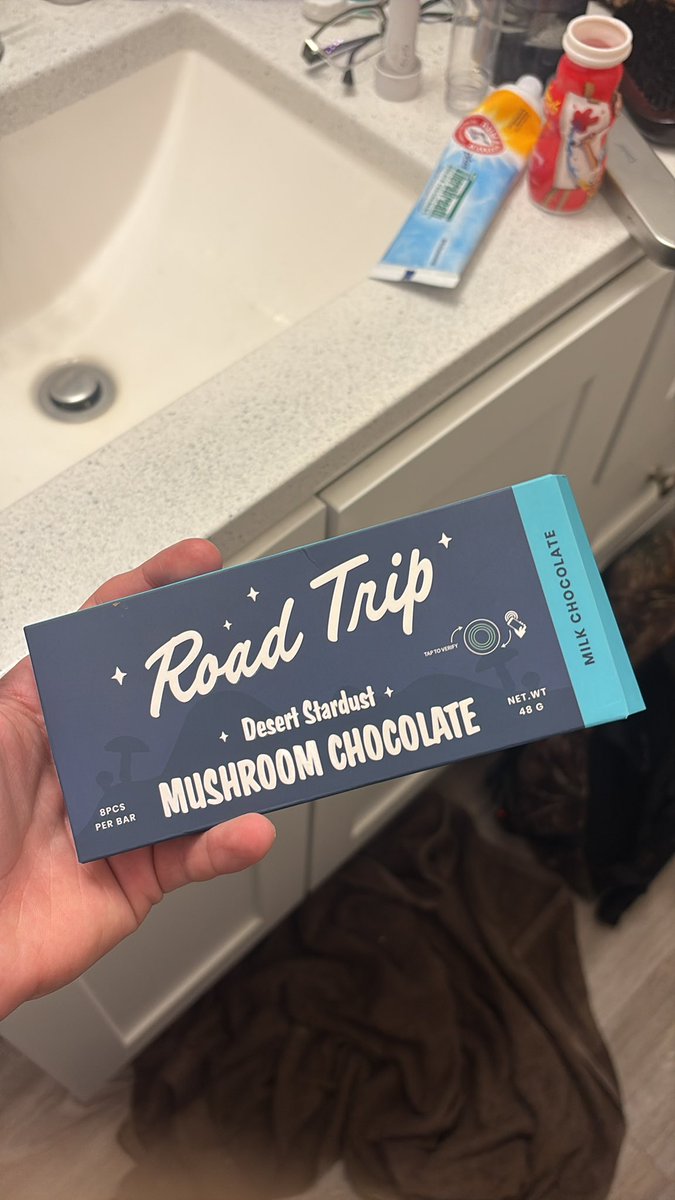 Road Trip
TAP TO VERIFY
Desert Stardust
MUSHROOM CHOCOLATE
8PCS
PER BAR
NET. WT
48 G
MILK CHOCOLATE